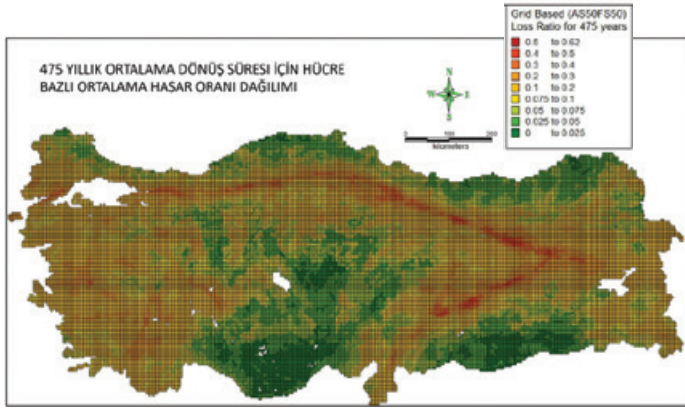 Grid Based (AS50FS50)
Loss Ratio for 475 years
0.6 to 0.62
0.4 to 0.5
0.3 to 0.4
0.2 to 0.3
0.1 to 0.2
0.075 to 0.1
0.05 to 0.075
0.025 to 0.05
0 to 0.025
475 YILLIK ORTALAMA DÖNÜŞ SÜRESİ İÇİN HÜCRE
BAZLI ORTALAMA HASAR ORANI DAĞILIMI
N
W E
S
0 100 200
kilometers